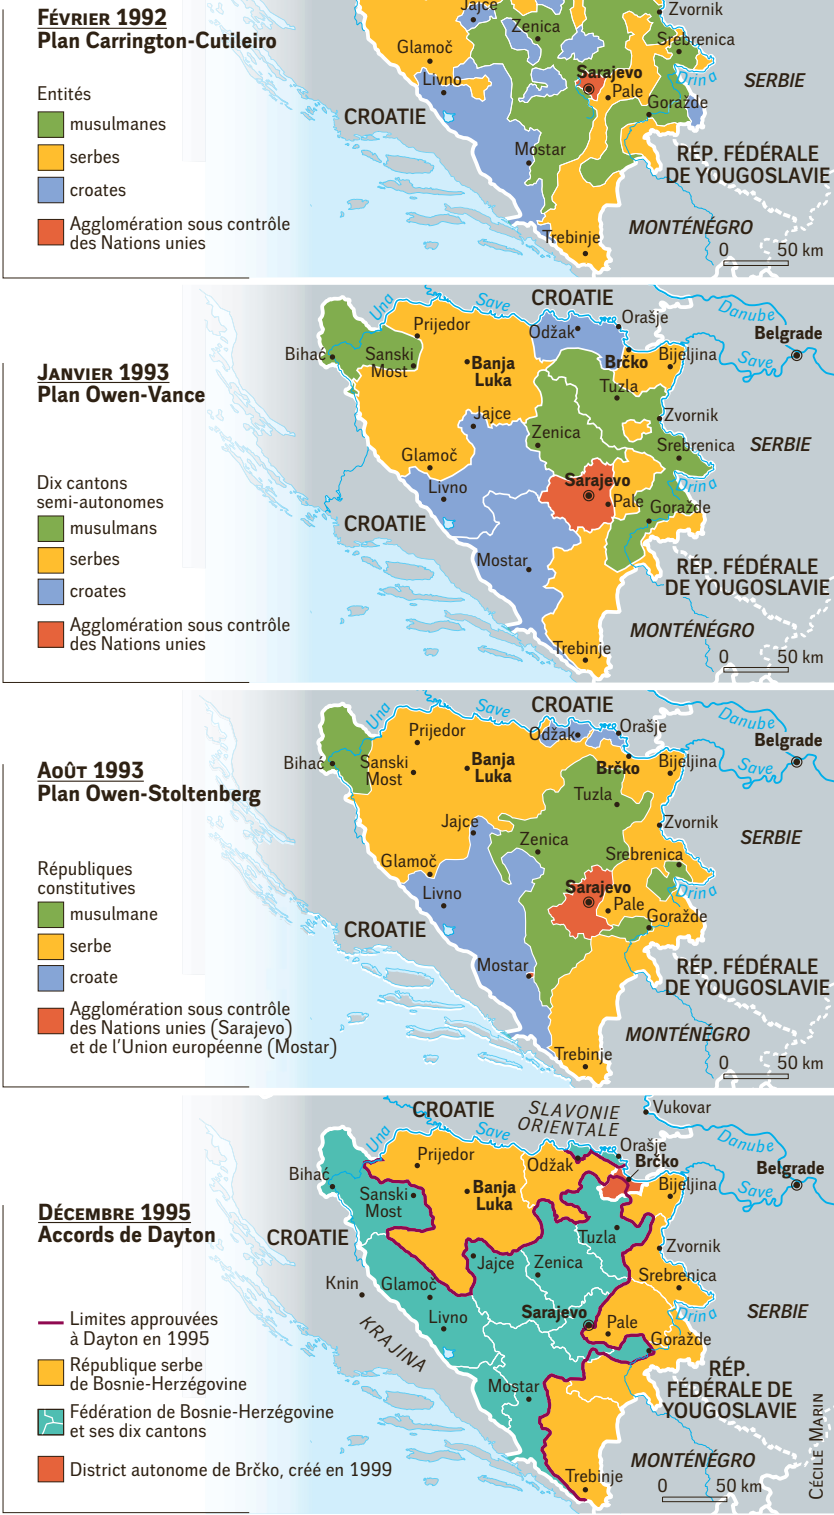 FÉVRIER 1992
Plan Carrington-Cutileiro
Entités
musulmanes
serbes
croates
Agglomération sous contrôle
des Nations unies
Jajce
Zenica
Zvornik
Srebrenica
Glamoč
Livno
Sarajevo
Pale
Drina
SERBIE
Goražde
CROATIE
Mostar
RÉP. FÉDÉRALE
DE YOUGOSLAVIE
MONTÉNÉGRO
Trebinje
0 50 km
JANVIER 1993
Plan Owen-Vance
Dix cantons
semi-autonomes
musulmans
serbes
croates
Agglomération sous contrôle
des Nations unies
CROATIE
Una
Save
Danube
Prijedor
Odžak
Orašje
Belgrade
Bihać
Sanski
Most
Banja
Luka
Brčko
Bijeljina
Save
Tuzla
Jajce
Zenica
Zvornik
Srebrenica
SERBIE
Glamoč
Livno
Sarajevo
Pale
Drina
Goražde
CROATIE
Mostar
RÉP. FÉDÉRALE
DE YOUGOSLAVIE
MONTÉNÉGRO
Trebinje
0 50 km
AOÛT 1993
Plan Owen-Stoltenberg
Républiques
constitutives
musulmane
serbe
croate
Agglomération sous contrôle
des Nations unies (Sarajevo)
et de l'Union européenne (Mostar)
CROATIE
Una
Save
Danube
Prijedor
Odžak
Orašje
Belgrade
Bihać
Sanski
Most
Banja
Luka
Brčko
Bijeljina
Save
Tuzla
Jajce
Zenica
Zvornik
SERBIE
Srebrenica
Glamoč
Livno
Sarajevo
Pale
Drina
Goražde
CROATIE
Mostar
RÉP. FÉDÉRALE
DE YOUGOSLAVIE
MONTÉNÉGRO
Trebinje
0 50 km
DÉCEMBRE 1995
Accords de Dayton
Limites approuvées
à Dayton en 1995
République serbe
de Bosnie-Herzégovine
Fédération de Bosnie-Herzégovine
et ses dix cantons
District autonome de Brčko, créé en 1999
CROATIE
SLAVONIE
ORIENTALE
Vukovar
Una
Save
Danube
Prijedor
Odžak
Orašje
Brčko
Belgrade
Bihać
Sanski
Most
Banja
Luka
Bijeljina
Save
CROATIE
Tuzla
Zvornik
Jajce
Zenica
Srebrenica
Knin
Glamoč
Livno
Sarajevo
Pale
Drina
SERBIE
KRAJINA
Goražde
Mostar
RÉP.
FÉDÉRALE DE
YOUGOSLAVIE
MONTÉNÉGRO
Trebinje
0 50 km
CÉCILE MARIN